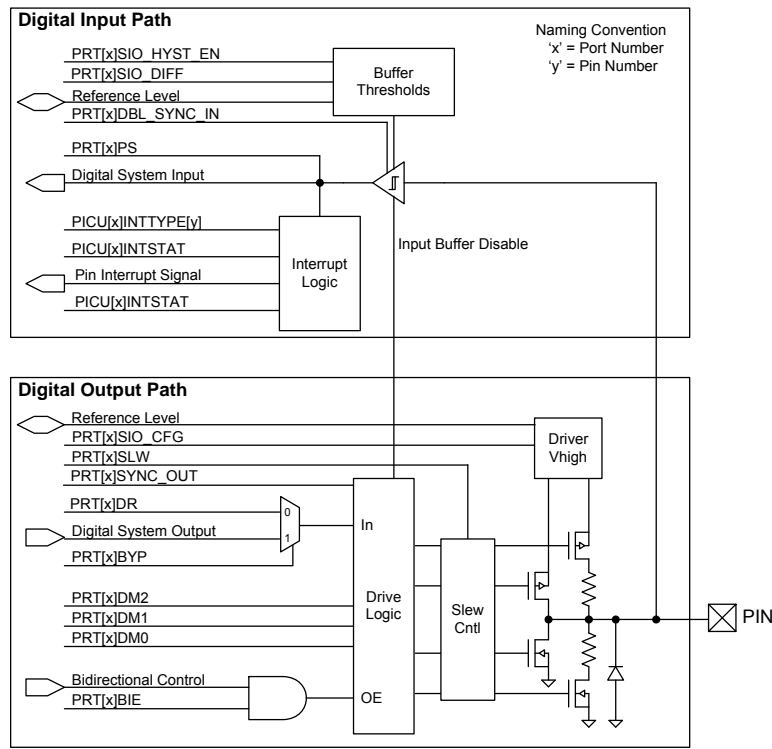 Digital Input Path
Naming Convention
‘x’ = Port Number
‘y’ = Pin Number
PRT[x]SIO_HYST_EN
PRT[x]SIO_DIFF
Reference Level
PRT[x]DBL_SYNC_IN
Buffer
Thresholds
PRT[x]PS
Digital System Input
PICU[x]INTTYPE[y]
PICU[x]INTSTAT
Pin Interrupt Signal
PICU[x]INTSTAT
Interrupt
Logic
Input Buffer Disable
Digital Output Path
Reference Level
PRT[x]SIO_CFG
PRT[x]SLW
PRT[x]SYNC_OUT
Driver
Vhigh
PRT[x]DR
Digital System Output
PRT[x]BYP
0
1
In
PRT[x]DM2
PRT[x]DM1
PRT[x]DM0
Drive
Logic
Slew
Cntl
PIN
Bidirectional Control
PRT[x]BIE
OE